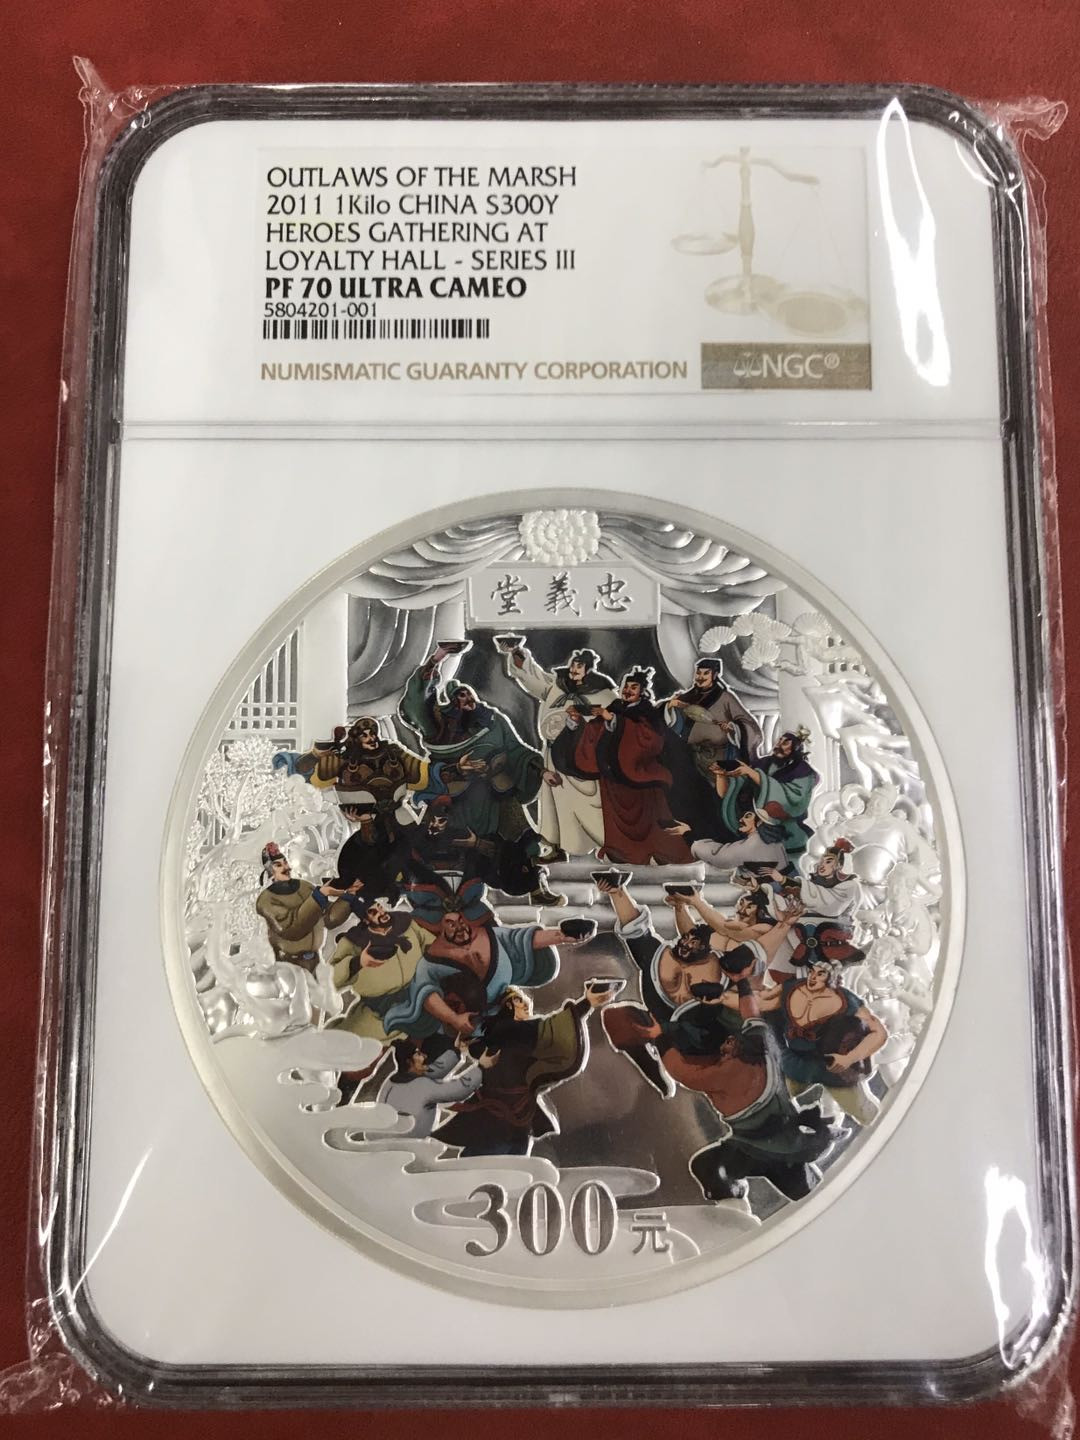 OUTLAWS OF THE MARSH
2011 1Kilo CHINA S300Y
HEROES GATHERING AT
LOYALTY HALL - SERIES III
PF 70 ULTRA CAMEO
5804201-001
NUMISMATIC GUARANTY CORPORATION
NGC®
堂義忠
300元